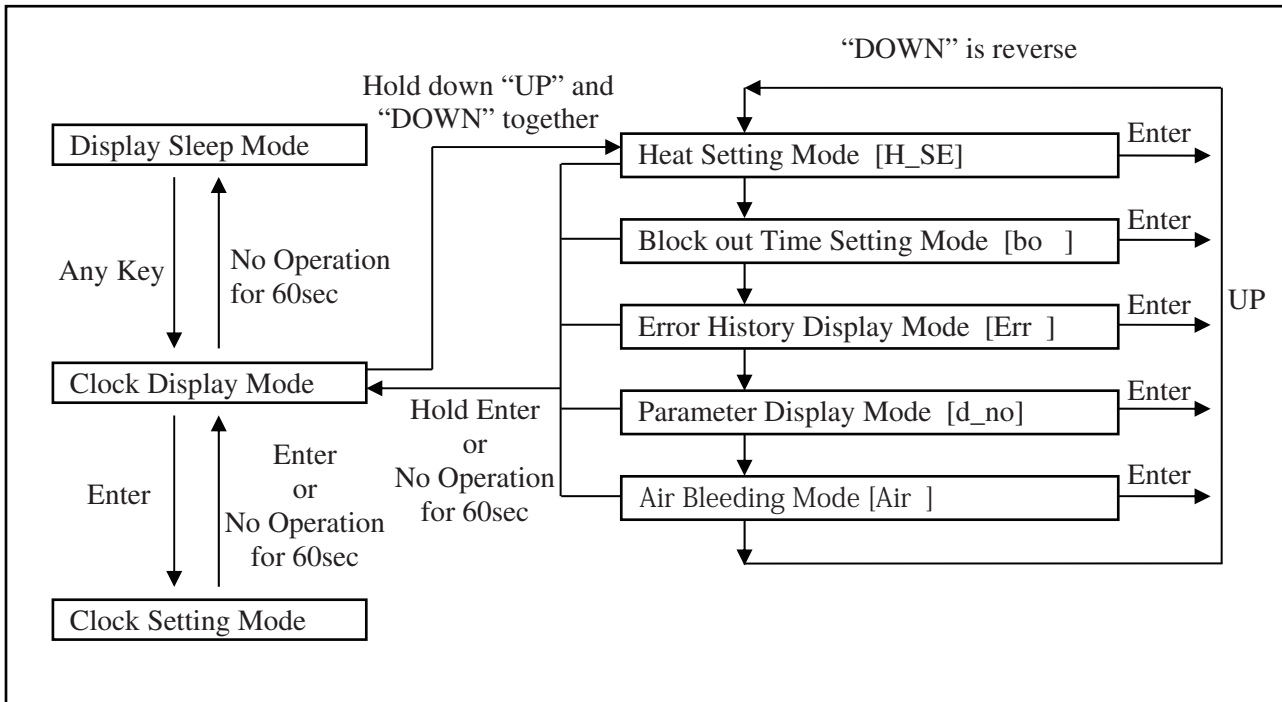 “DOWN” is reverse
Hold down “UP” and
“DOWN” together
Display Sleep Mode
Any Key
No Operation
for 60sec
Clock Display Mode
Enter
Enter
or
No Operation
for 60sec
Clock Setting Mode
Hold Enter
or
No Operation
for 60sec
Heat Setting Mode [H_SE]
Enter
Block out Time Setting Mode [bo ]
Enter
Error History Display Mode [Err ]
Enter
Parameter Display Mode [d_no]
Enter
Air Bleeding Mode [Air ]
Enter
UP